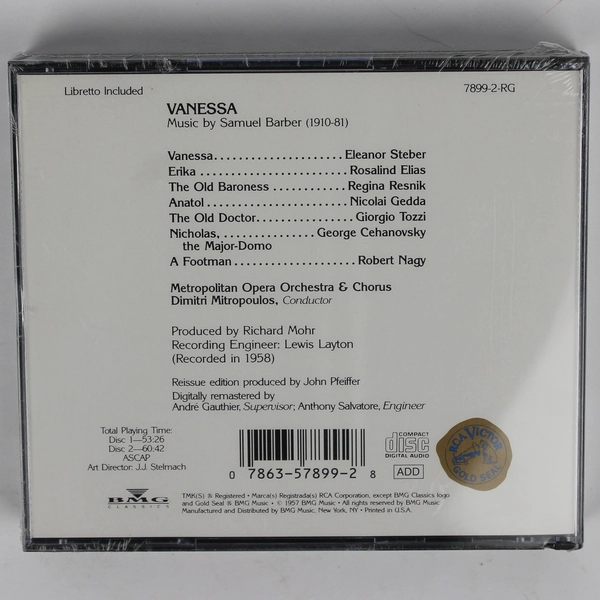 Libretto Included
7899-2-RG
VANESSA
Music by Samuel Barber (1910-81)
Vanessa......................Eleanor Steber
Erika ..........................Rosalind Elias
The Old Baroness ............Regina Resnik
Anatol ........................Nicolai Gedda
The Old Doctor................Giorgio Tozzi
Nicholas, ...............George Cehanovsky
the Major-Domo
A Footman.....................Robert Nagy
Metropolitan Opera Orchestra & Chorus
Dimitri Mitropoulos, Conductor
Produced by Richard Mohr
Recording Engineer: Lewis Layton
(Recorded in 1958)
Reissue edition produced by John Pfeiffer
Digitally remastered by
André Gauthier, Supervisor; Anthony Salvatore, Engineer
Total Playing Time:
Disc 1—53:26
Disc 2—60:42
ASCAP
Art Director: J.J. Stelmach
0 78635-7899-2 8
COMPACT
disc
DIGITAL AUDIO
ADD
RCA VICTOR
GOLD SEAL
BMG
CLASSICS
TMK(S) ® Registered • Marca(s) Registrada(s) RCA Corporation, except BMG Classics logo
and Gold Seal ® BMG Music • © 1957 BMG Music • All rights reserved by BMG Music
Manufactured and Distributed by BMG Music, New York, NY • Printed in U.S.A.